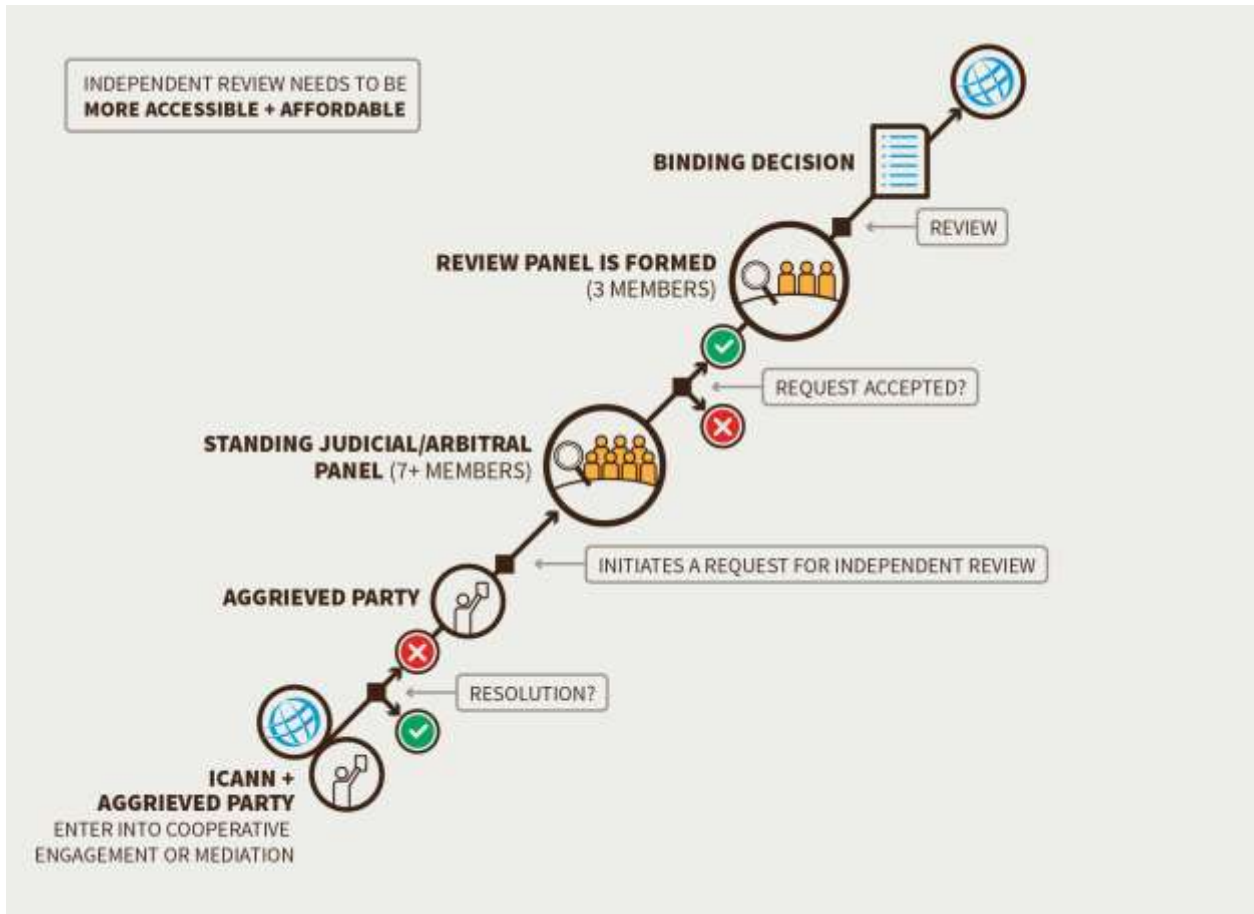 INDEPENDENT REVIEW NEEDS TO BE
MORE ACCESSIBLE + AFFORDABLE
BINDING DECISION
REVIEW
REVIEW PANEL IS FORMED
(3 MEMBERS)
REQUEST ACCEPTED?
STANDING JUDICIAL/ARBITRAL
PANEL (7+ MEMBERS)
INITIATES A REQUEST FOR INDEPENDENT REVIEW
AGGRIEVED PARTY
RESOLUTION?
ICANN +
AGGRIEVED PARTY
ENTER INTO COOPERATIVE
ENGAGEMENT OR MEDIATION